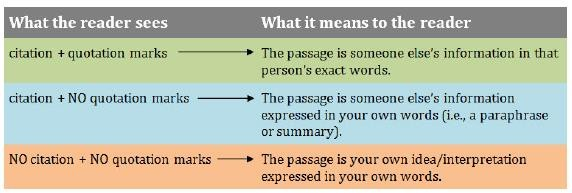 What the reader sees What it means to the reader
citation + quotation marks The passage is someone else's information in that
person's exact words.
citation + NO quotation marks The passage is someone else's information
expressed in your own words (i.e., a paraphrase
or summary).
NO citation + NO quotation marks The passage is your own idea/interpretation
expressed in your own words.